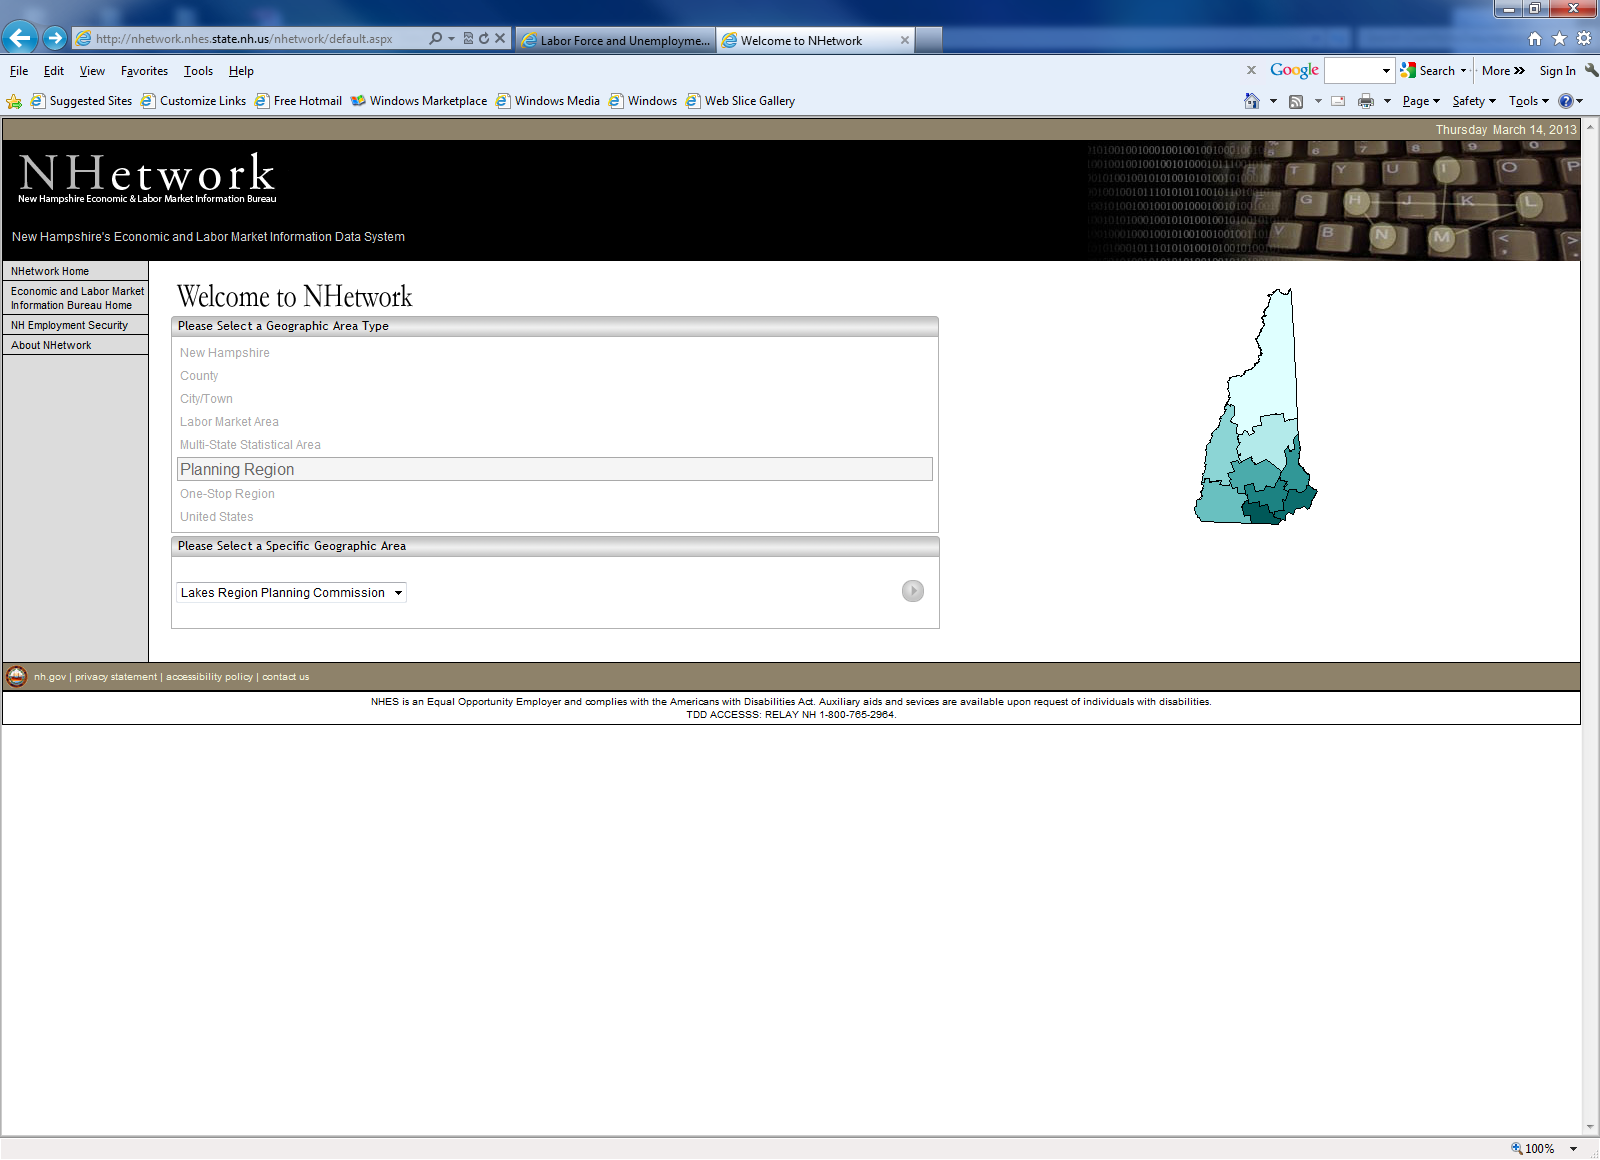 http://nhetwork.nhes.state.nh.us/nhetwork/default.aspx
Labor Force and Unemployme...
Welcome to NHetwork
File Edit View Favorites Tools Help
Google
Search
More »
Sign In
Suggested Sites Customize Links Free Hotmail Windows Marketplace Windows Media Windows Web Slice Gallery
Page Safety Tools
Thursday March 14, 2013
NHetwork
New Hampshire Economic & Labor Market Information Bureau
New Hampshire's Economic and Labor Market Information Data System
NHetwork Home
Economic and Labor Market
Information Bureau Home
NH Employment Security
About NHetwork
Welcome to NHetwork
Please Select a Geographic Area Type
New Hampshire
County
City/Town
Labor Market Area
Multi-State Statistical Area
Planning Region
One-Stop Region
United States
Please Select a Specific Geographic Area
Lakes Region Planning Commission
nh.gov | privacy statement | accessibility policy | contact us
NHES is an Equal Opportunity Employer and complies with the Americans with Disabilities Act. Auxiliary aids and sevices are available upon request of individuals with disabilities.
TDD ACCESSS: RELAY NH 1-800-765-2964.
100%